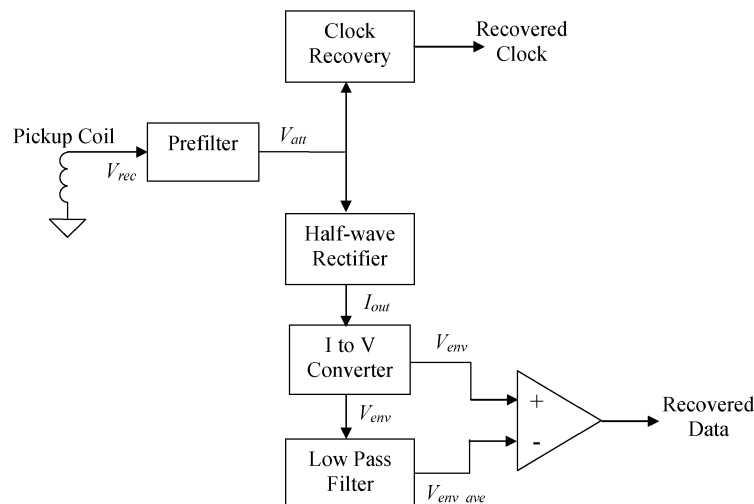 Clock
Recovery
Recovered
Clock
Pickup Coil
Prefilter
V_att
V_rec
Half-wave
Rectifier
I_out
I to V
Converter
V_env
V_env
+
-
Recovered
Data
Low Pass
Filter
V_env_ave